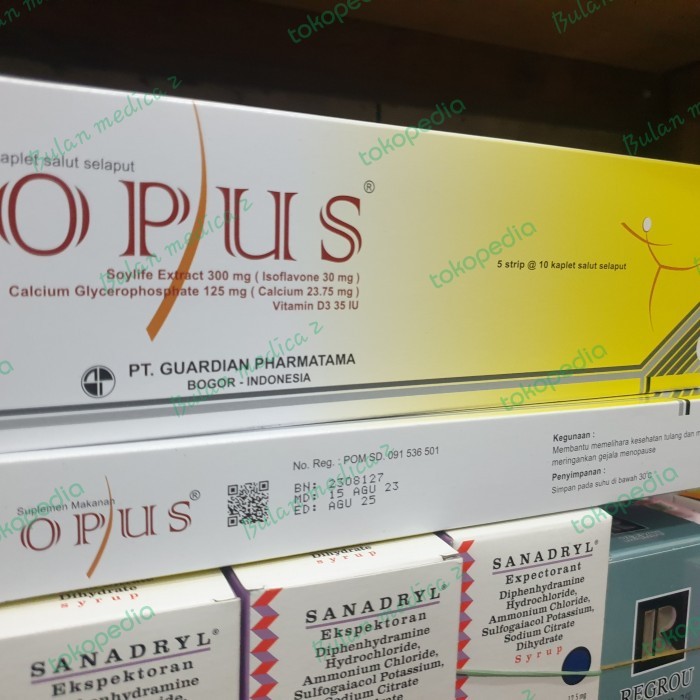 aplet salut selaput
OPUS®
Soylife Extract 300 mg ( Isoflavone 30 mg )
Calcium Glycerophosphate 125 mg ( Calcium 23.75 mg )
Vitamin D3 35 IU
5 strip @ 10 kaplet salut selaput
PT. GUARDIAN PHARMATAMA
BOGOR - INDONESIA
Suplemen Makanan
OPUS®
No. Reg. : POM SD. 091 536 501
BN: 2308127
MD: 15 AGU 23
ED: AGU 25
Kegunaan :
Membantu memelihara kesehatan tulang dan m
meringankan gejala menopause
Penyimpanan :
Simpan pada suhu di bawah 30°C
Dihydrate
syrup
SANADRYL®
Ekspektoran
Diphenhydramine
Hydrochloride,
Dihydrate
syrup
SANADRYL®
Ekspektoran
Diphenhydramine
Hydrochloride,
Ammonium Chloride,
Sulfogaiacol Potassium,
Sodium Citrate
SANADRYL®
Expectorant
Diphenhydramine
Hydrochloride,
Ammonium Chloride,
Sulfogaiacol Potassium,
Sodium Citrate
Dihydrate
Syrup
REGROU
tokopedia
Bulan medica z